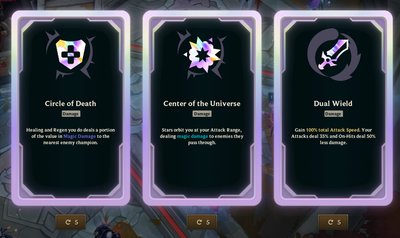 Circle of Death
Damage
Healing and Regen you do deals a portion
of the value in Magic Damage to the
nearest enemy champion.
5
Center of the Universe
Damage
Stars orbit you at your Attack Range,
dealing magic damage to enemies they
pass through.
5
Dual Wield
Damage
Gain 100% total Attack Speed. Your
Attacks deal 35% and On-Hits deal 50%
less damage.
5